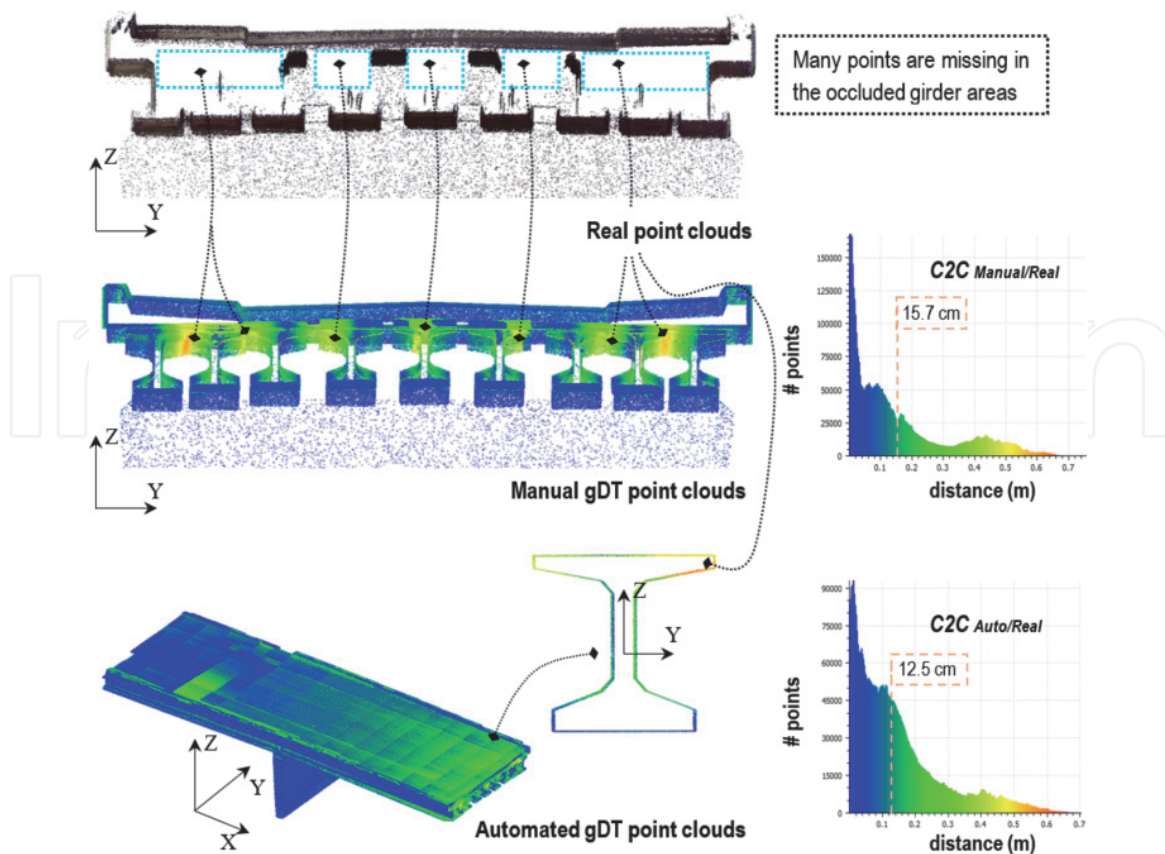 Many points are missing in
the occluded girder areas
Z
Y
Real point clouds
C2C Manual/Real
15.7 cm
# points
150000
125000
100000
75000
50000
25000
0
0.1 0.2 0.3 0.4 0.5 0.6 0.7
distance (m)
Z
Y
Manual gDT point clouds
Z
Y
C2C Auto/Real
12.5 cm
# points
90000
75000
60000
45000
30000
15000
0
0.1 0.2 0.3 0.4 0.5 0.6 0.7
distance (m)
Z
Y
X
Automated gDT point clouds